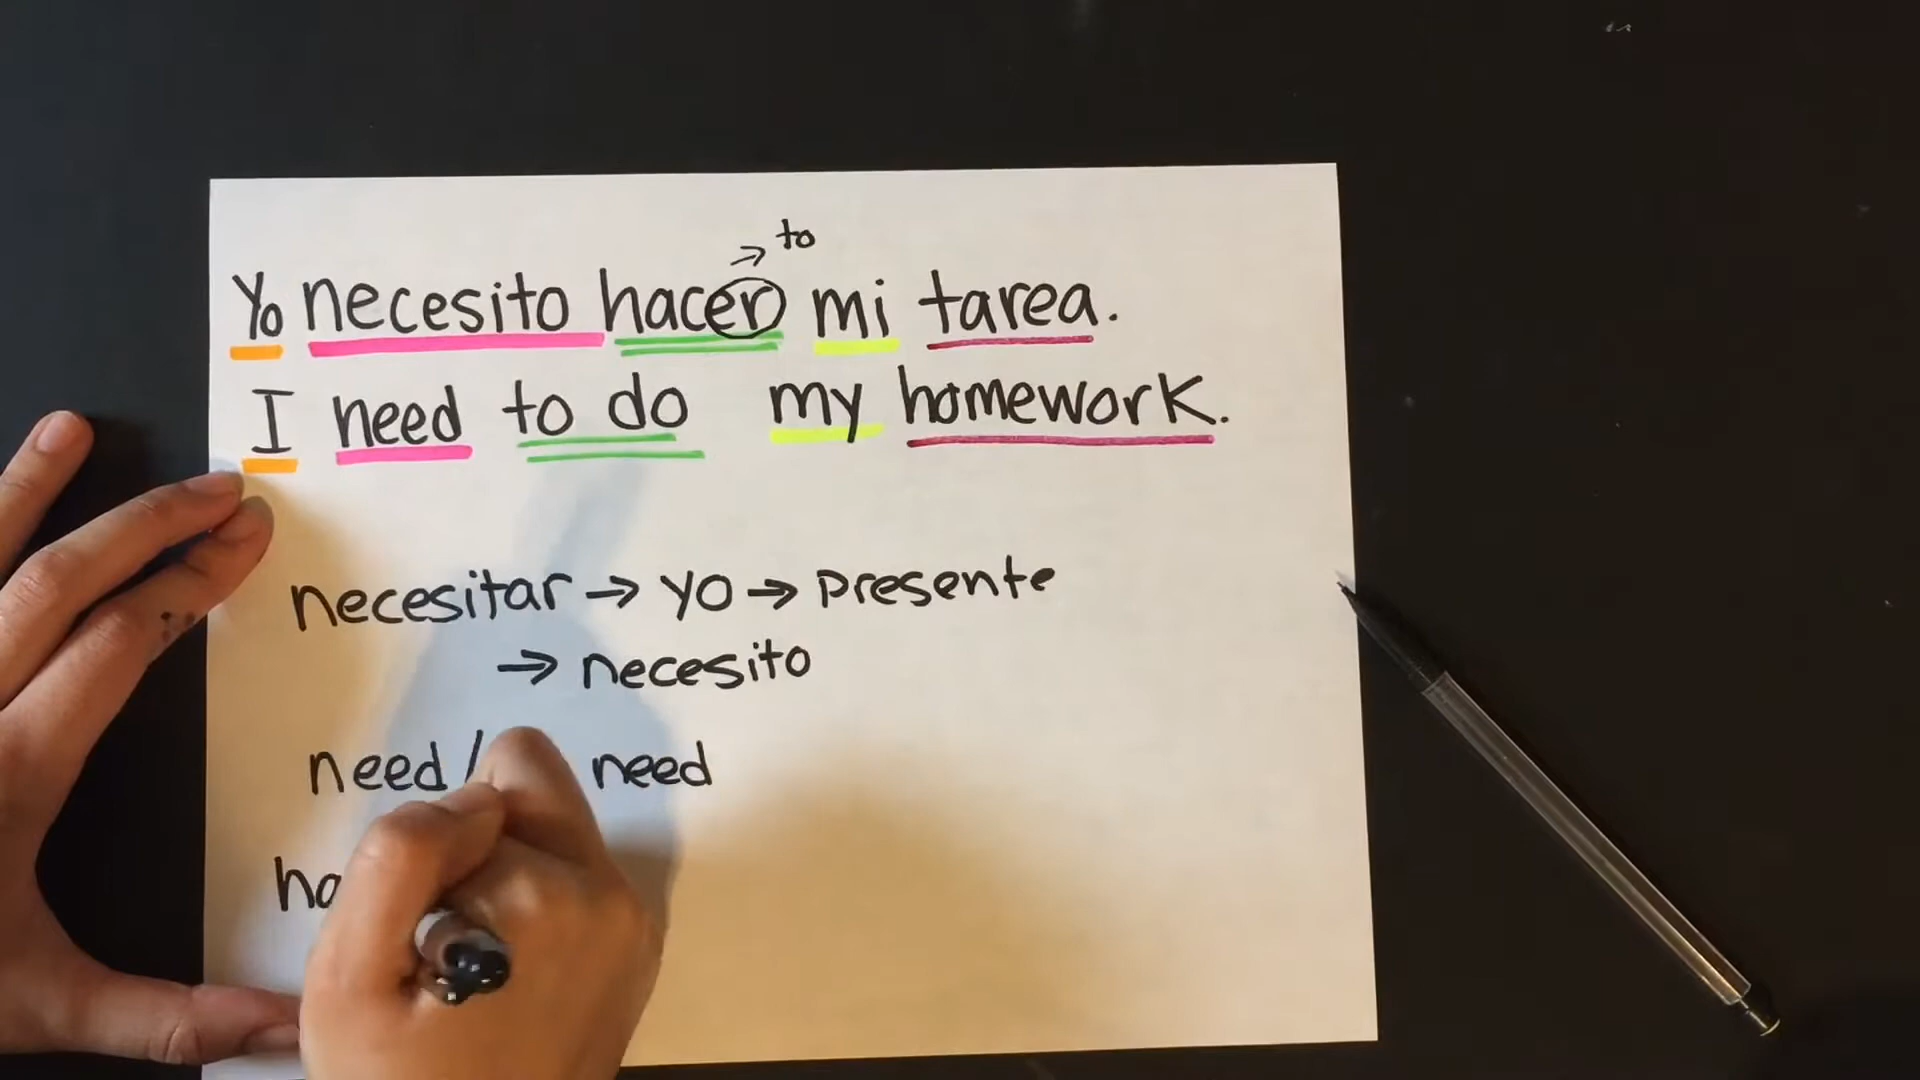 → to
Yo necesito hacer mi tarea.
I need to do my homework.
necesitar → yo → presente
→ necesito
need / need